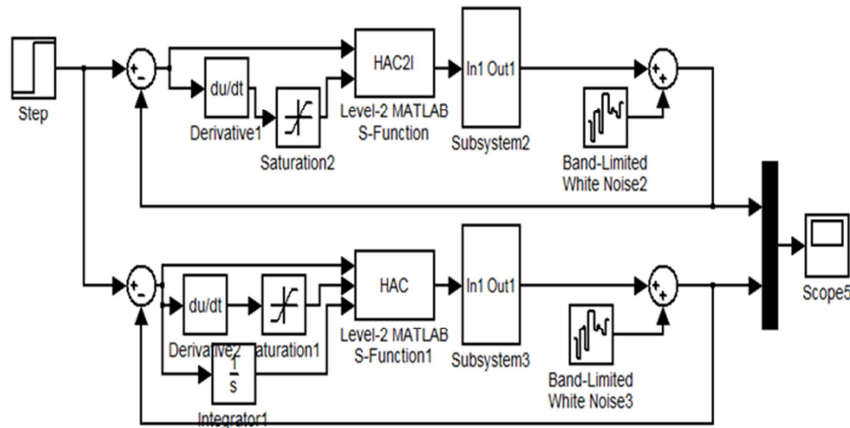 Step
+
-
du/dt
Derivative1
Saturation2
HAC2I
Level-2 MATLAB
S-Function
In1 Out1
Subsystem2
+
+
Band-Limited
White Noise2
+
-
du/dt
Derivative2
aturation1
1
s
Integrator1
HAC
Level-2 MATLAB
S-Function1
In1 Out1
Subsystem3
+
+
Band-Limited
White Noise3
Scope5